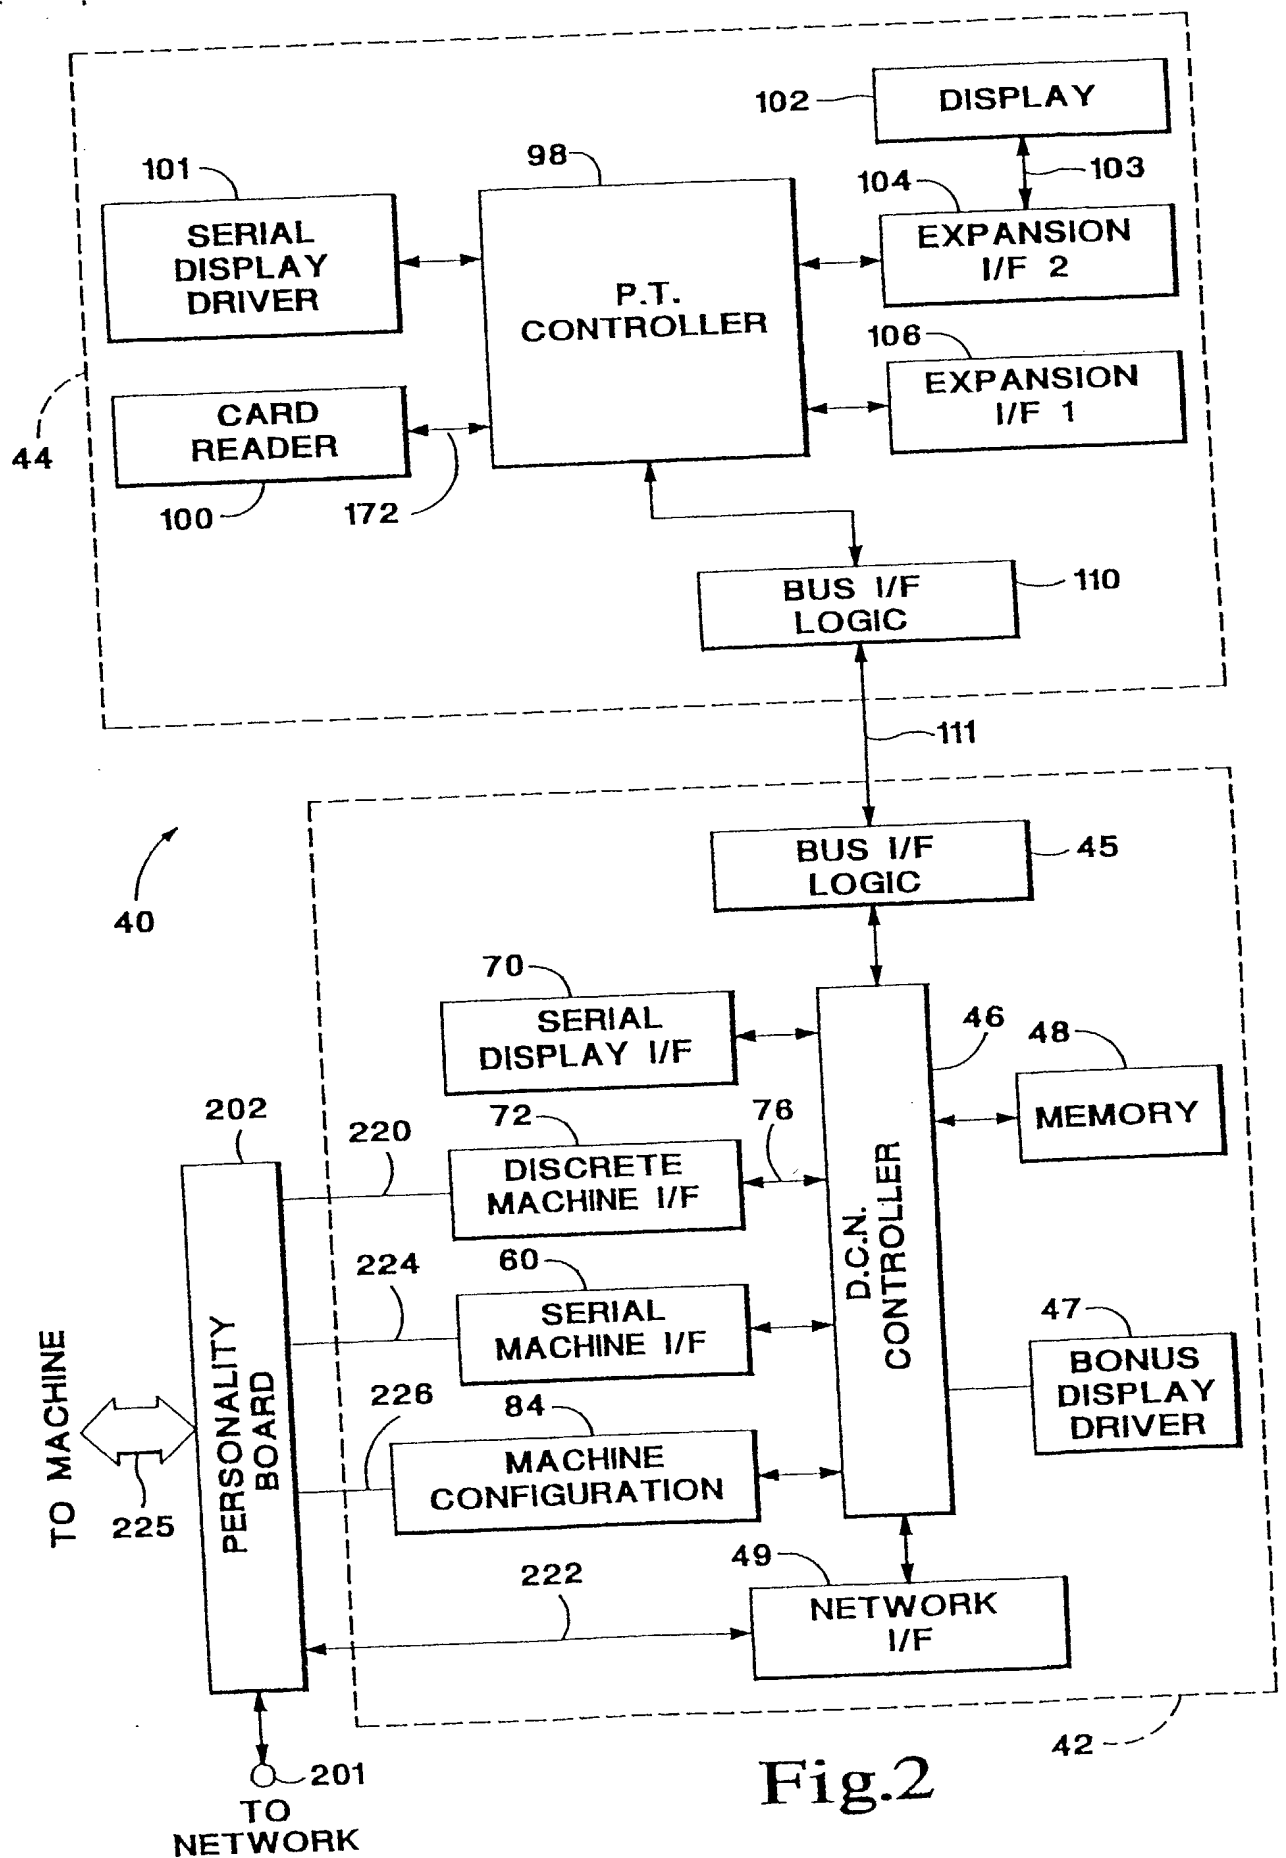 102
DISPLAY
103
101
98
104
SERIAL
DISPLAY
DRIVER
P.T.
CONTROLLER
EXPANSION
I/F 2
106
EXPANSION
I/F 1
CARD
READER
44
100
172
BUS I/F
LOGIC
110
111
40
BUS I/F
LOGIC
45
70
SERIAL
DISPLAY I/F
46
48
MEMORY
202
220
72
76
DISCRETE
MACHINE I/F
D.C.N.
CONTROLLER
224
60
SERIAL
MACHINE I/F
47
BONUS
DISPLAY
DRIVER
TO MACHINE
225
PERSONALITY
BOARD
226
84
MACHINE
CONFIGURATION
222
49
NETWORK
I/F
42
201
TO
NETWORK
Fig.2